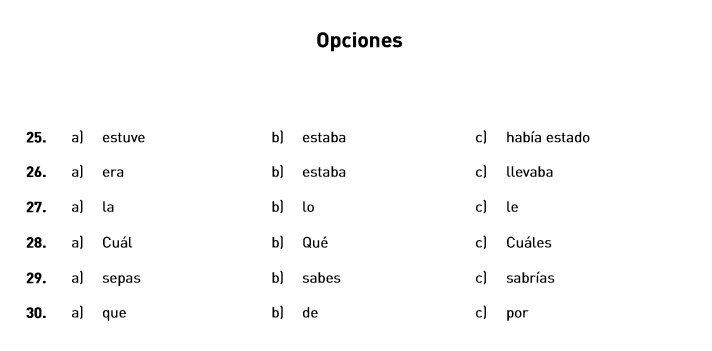 Opciones
25. a) estuve b) estaba c) había estado
26. a) era b) estaba c) llevaba
27. a) la b) lo c) le
28. a) Cuál b) Qué c) Cuáles
29. a) sepas b) sabes c) sabrías
30. a) que b) de c) por